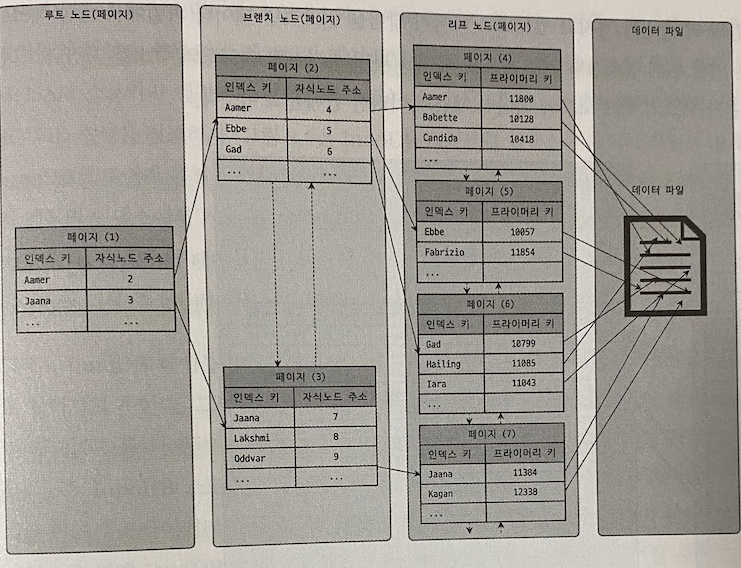 루트 노드(페이지)
페이지 (1)
인덱스 키 자식노드 주소
Aamer 2
Jaana 3
... ...
브랜치 노드(페이지)
페이지 (2)
인덱스 키 자식노드 주소
Aamer 4
Ebbe 5
Gad 6
... ...
페이지 (3)
인덱스 키 자식노드 주소
Jaana 7
Lakshmi 8
Oddvar 9
... ...
리프 노드(페이지)
페이지 (4)
인덱스 키 프라이머리 키
Aamer 11800
Babette 10128
Candida 10418
...
페이지 (5)
인덱스 키 프라이머리 키
Ebbe 10057
Fabrizio 11854
...
페이지 (6)
인덱스 키 프라이머리 키
Gad 10799
Hailing 11085
Iara 11043
...
페이지 (7)
인덱스 키 프라이머리 키
Jaana 11384
Kagan 12338
...
데이터 파일
데이터 파일